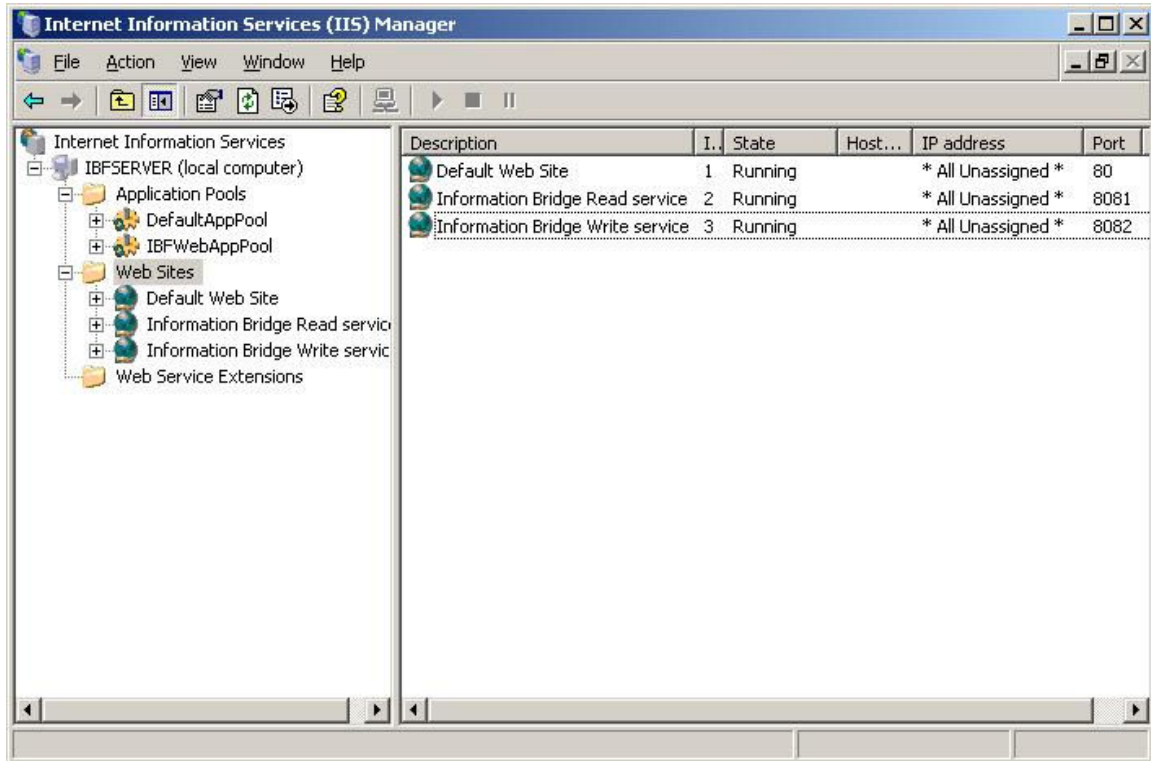 Internet Information Services (IIS) Manager
File Action View Window Help
Internet Information Services
IBFSERVER (local computer)
Application Pools
DefaultAppPool
IBFWebAppPool
Web Sites
Default Web Site
Information Bridge Read servic
Information Bridge Write servic
Web Service Extensions
Description I.. State Host... IP address Port
Default Web Site 1 Running * All Unassigned * 80
Information Bridge Read service 2 Running * All Unassigned * 8081
Information Bridge Write service 3 Running * All Unassigned * 8082